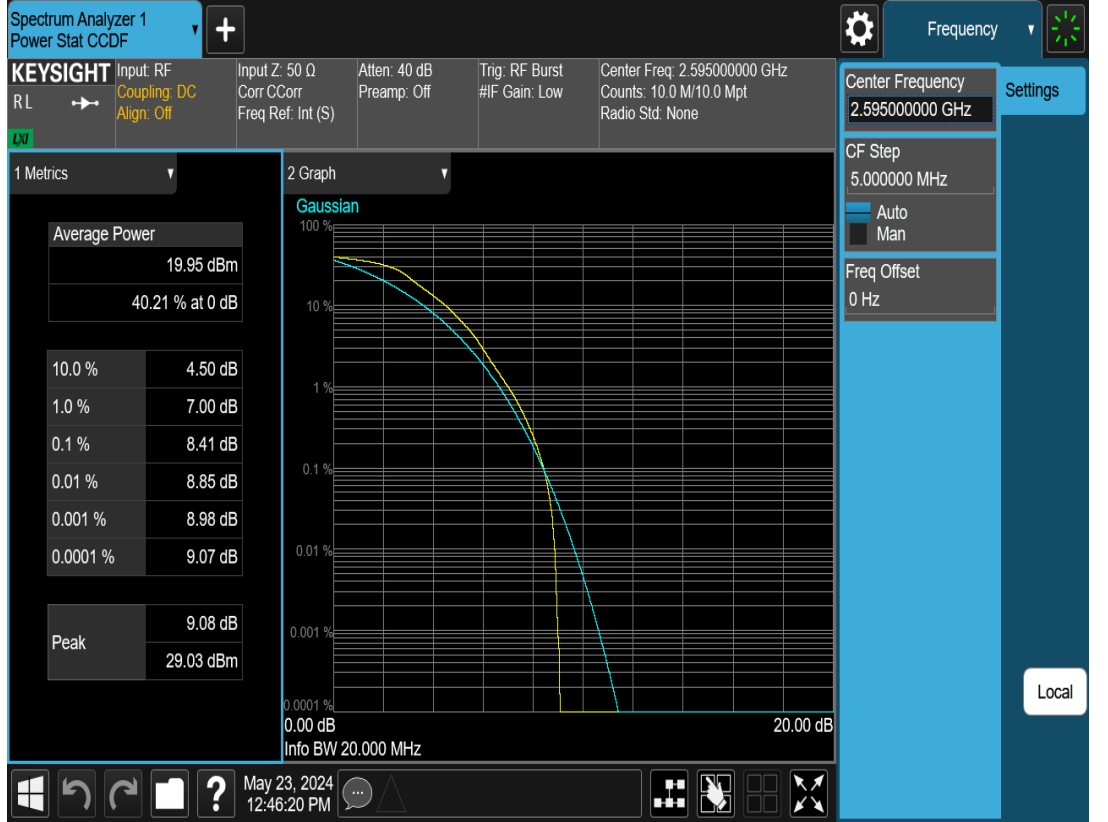 Spectrum Analyzer 1
Power Stat CCDF
Frequency
KEYSIGHT
RL
LXI
Input: RF
Coupling: DC
Align: Off
Input Z: 50 Ω
Corr CCorr
Freq Ref: Int (S)
Atten: 40 dB
Preamp: Off
Trig: RF Burst
#IF Gain: Low
Center Freq: 2.595000000 GHz
Counts: 10.0 M/10.0 Mpt
Radio Std: None
Center Frequency
2.595000000 GHz
Settings
CF Step
5.000000 MHz
Auto
Man
Freq Offset
0 Hz
Local
1 Metrics
Average Power
19.95 dBm
40.21 % at 0 dB
10.0 % 4.50 dB
1.0 % 7.00 dB
0.1 % 8.41 dB
0.01 % 8.85 dB
0.001 % 8.98 dB
0.0001 % 9.07 dB
Peak
9.08 dB
29.03 dBm
2 Graph
Gaussian
100 %
10 %
1 %
0.1 %
0.01 %
0.001 %
0.0001 %
0.00 dB 20.00 dB
Info BW 20.000 MHz
May 23, 2024
12:46:20 PM